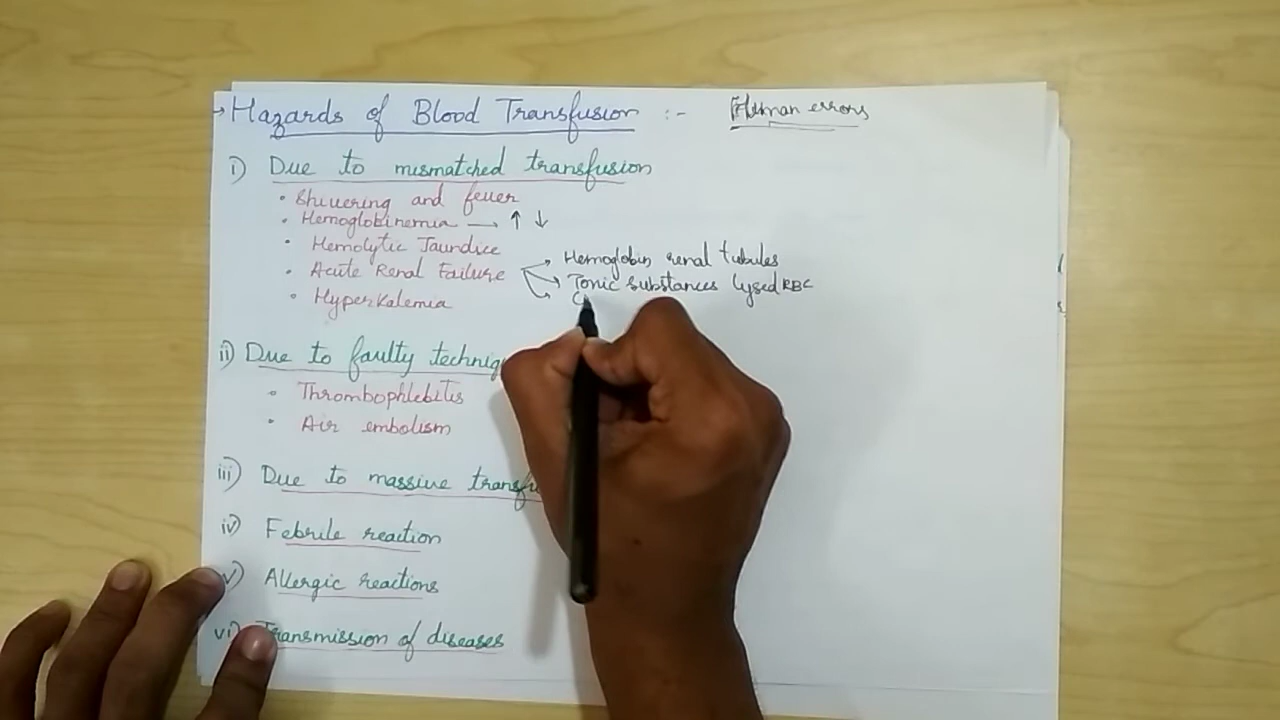 → Hazards of Blood Transfusion :- Human errors
i) Due to mismatched transfusion
• Shivering and fever
• Hemoglobinemia → ↑ ↓
• Hemolytic Jaundice
• Acute Renal Failure → Hemoglobin renal tubules
→ Tonic substances lysed RBC
• Hyperkalemia
ii) Due to faulty techniq
• Thrombophlebitis
• Air embolism
iii) Due to massive transfu
iv) Febrile reaction
v) Allergic reactions
vi) Transmission of diseases